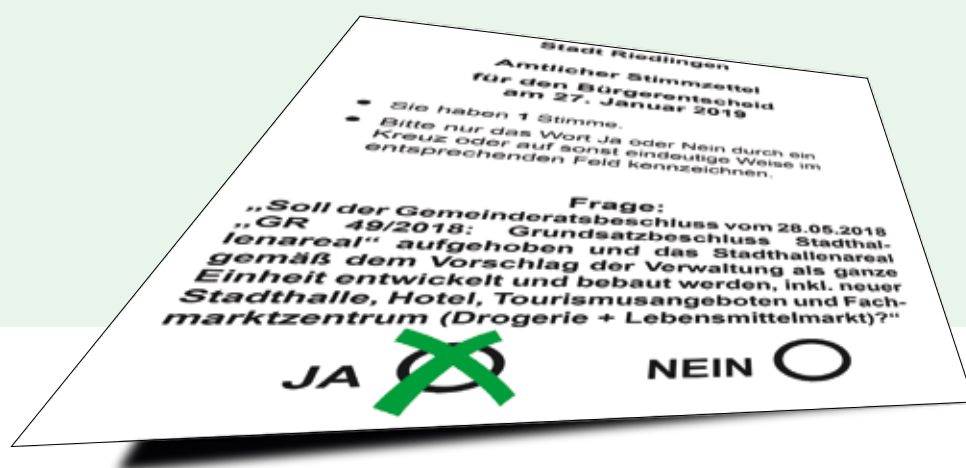 Stadt Riedlingen
Amtlicher Stimmzettel
für den Bürgerentscheid
am 27. Januar 2019
• Sie haben 1 Stimme.
• Bitte nur das Wort Ja oder Nein durch ein
Kreuz oder auf sonst eindeutige Weise im
entsprechenden Feld kennzeichnen.
Frage:
„Soll der Gemeinderatsbeschluss vom 28.05.2018
„GR 49/2018: Grundsatzbeschluss Stadthal-
lenareal“ aufgehoben und das Stadthallenareal
gemäß dem Vorschlag der Verwaltung als ganze
Einheit entwickelt und bebaut werden, inkl. neuer
Stadthalle, Hotel, Tourismusangeboten und Fach-
marktzentrum (Drogerie + Lebensmittelmarkt)?“
JA NEIN